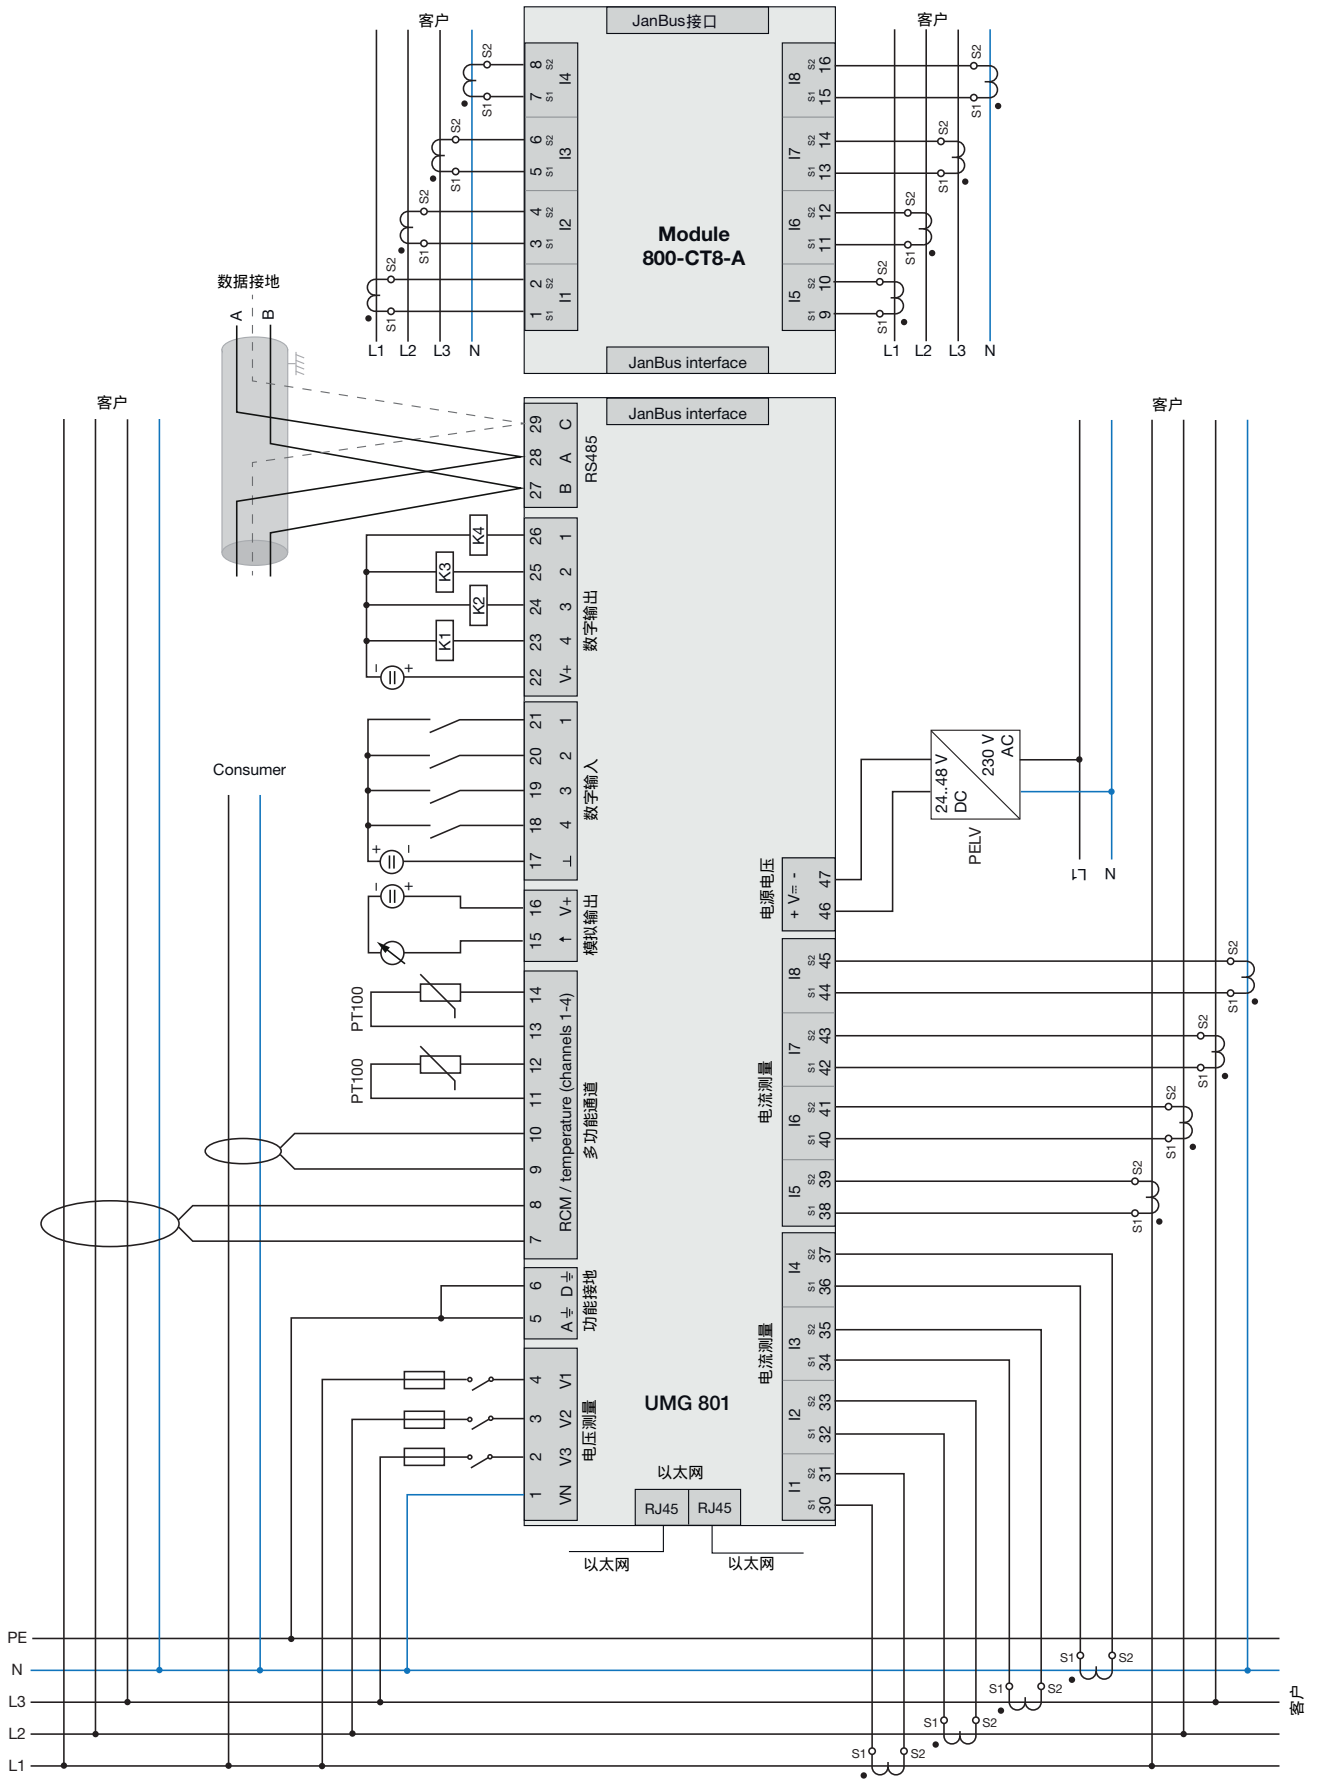 客户
JanBus接口
客户
S2
S1
8 S2
7 S1
I4
I8
S2 16
S1 15
S2
S1
S2
S1
6 S2
5 S1
I3
I7
S2 14
S1 13
S2
S1
S2
S1
4 S2
3 S1
I2
I6
S2 12
S1 11
S2
S1
Module
800-CT8-A
S2
S1
2 S2
1 S1
I1
I5
S2 10
S1 9
S2
S1
L1 L2 L3 N
JanBus interface
L1 L2 L3 N
数据接地
A B
客户
JanBus interface
客户
29 C
28 A
27 B
RS485
K4
K3
K2
K1
26 1
25 2
24 3
23 4
22 V+
数字输出
− +
21 1
20 2
19 3
18 4
17 ⊥
数字输入
+ −
Consumer
− +
16 V+
15 ↑
模拟输出
24..48 V
DC
230 V
AC
PELV
L1 N
电源电压
+ V⎓ -
47
46
PT100
PT100
14
13
12
11
10
9
8
7
RCM / temperature (channels 1-4)
多功能通道
I8
S2 45
S1 44
S2
S1
I7
S2 43
S1 42
S2
S1
电流测量
I6
S2 41
S1 40
S2
S1
I5
S2 39
S1 38
S2
S1
6 D⏚
5 A⏚
功能接地
I4
S2 37
S1 36
I3
S2 35
S1 34
电流测量
I2
S2 33
S1 32
I1
S2 31
S1 30
4 V1
3 V2
2 V3
1 VN
电压测量
UMG 801
以太网
RJ45 RJ45
以太网 以太网
PE
N
L3
L2
L1
S1 S2
S1 S2
S1 S2
S1 S2
客户